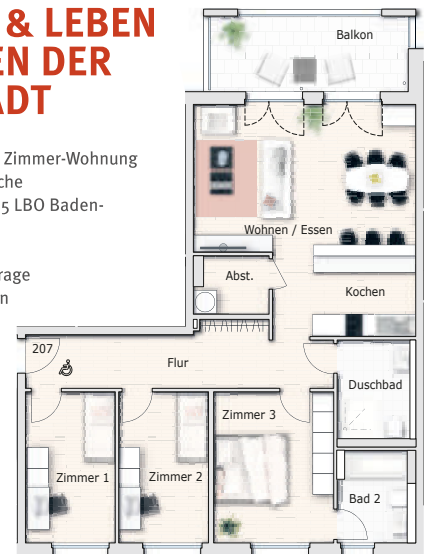 & LEBEN
EN DER
ADT
Zimmer-Wohnung
che
5 LBO Baden-
rage
n
Balkon
Wohnen / Essen
Abst.
Kochen
207
Flur
Duschbad
Zimmer 1
Zimmer 2
Zimmer 3
Bad 2